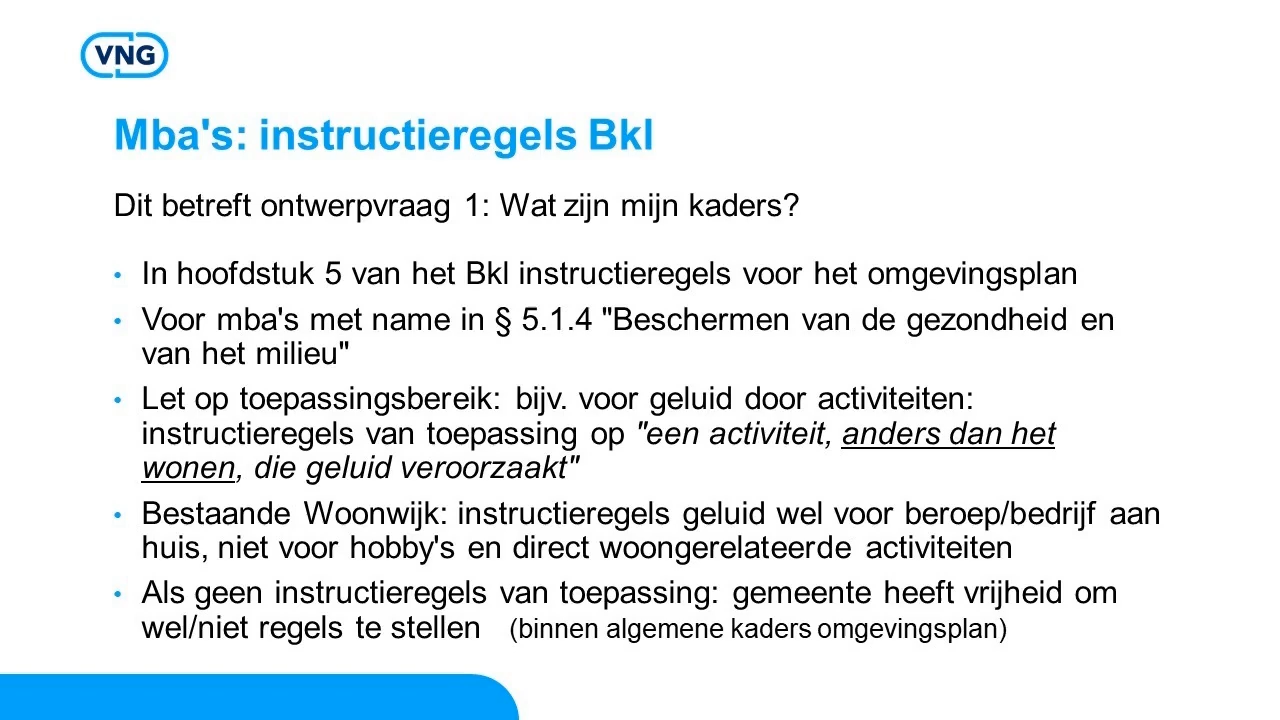 VNG
Mba's: instructieregels Bkl
Dit betreft ontwerpvraag 1: Wat zijn mijn kaders?
• In hoofdstuk 5 van het Bkl instructieregels voor het omgevingsplan
• Voor mba's met name in § 5.1.4 "Beschermen van de gezondheid en
van het milieu"
• Let op toepassingsbereik: bijv. voor geluid door activiteiten:
instructieregels van toepassing op "een activiteit, anders dan het
wonen, die geluid veroorzaakt"
• Bestaande Woonwijk: instructieregels geluid wel voor beroep/bedrijf aan
huis, niet voor hobby's en direct woongerelateerde activiteiten
• Als geen instructieregels van toepassing: gemeente heeft vrijheid om
wel/niet regels te stellen (binnen algemene kaders omgevingsplan)